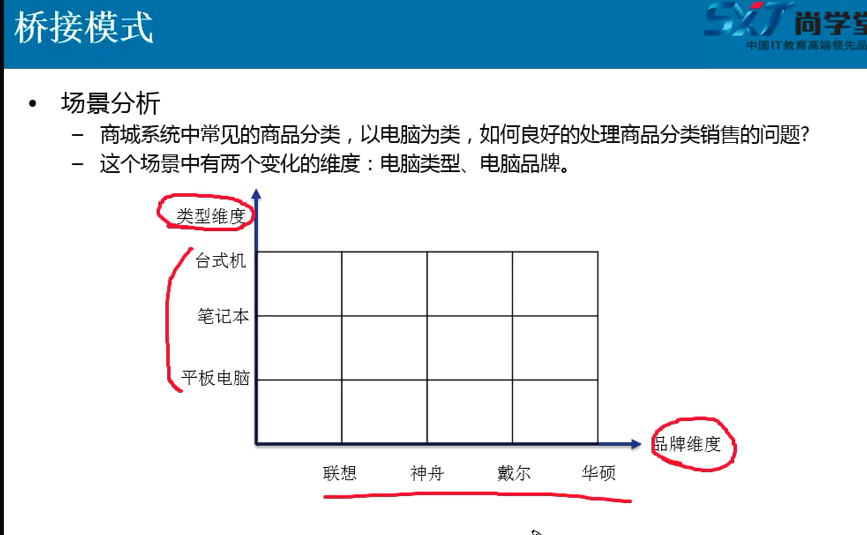 桥接模式
SXT 尚学堂
中国IT教育高端领先品
• 场景分析
– 商城系统中常见的商品分类，以电脑为类，如何良好的处理商品分类销售的问题?
– 这个场景中有两个变化的维度：电脑类型、电脑品牌。
类型维度
台式机
笔记本
平板电脑
品牌维度
联想 神舟 戴尔 华硕